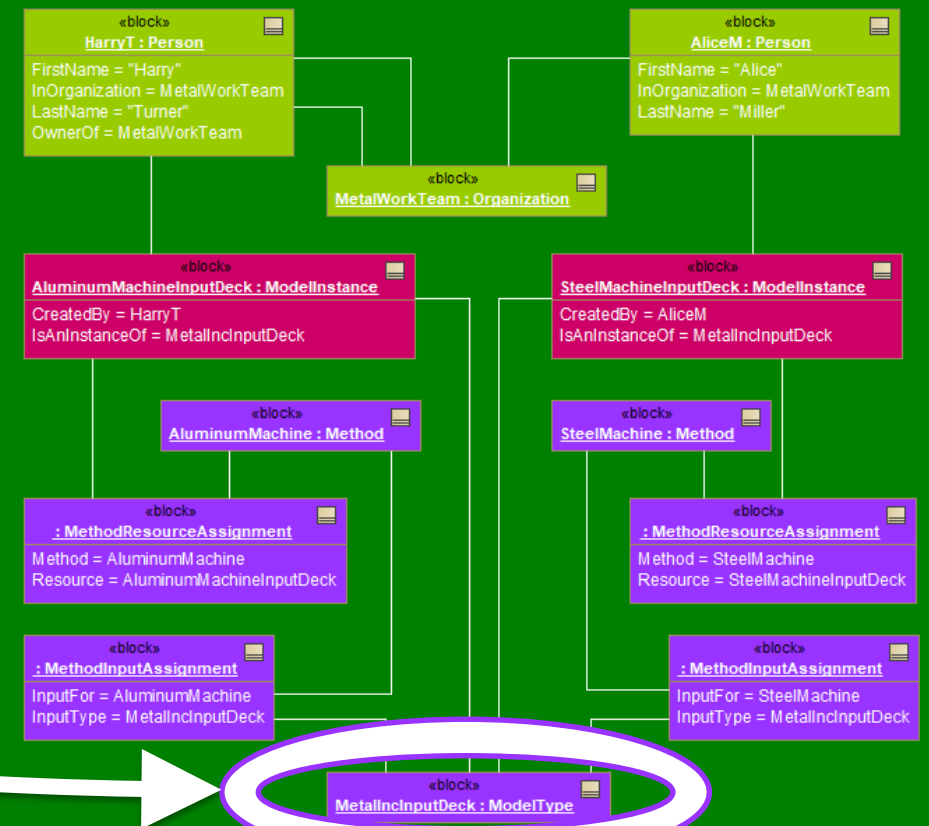 «block»
HarryT : Person
FirstName = "Harry"
InOrganization = MetalWorkTeam
LastName = "Turner"
OwnerOf = MetalWorkTeam
«block»
AliceM : Person
FirstName = "Alice"
InOrganization = MetalWorkTeam
LastName = "Miller"
«block»
MetalWorkTeam : Organization
«block»
AluminumMachineInputDeck : ModelInstance
CreatedBy = HarryT
IsAnInstanceOf = MetalIncInputDeck
«block»
SteelMachineInputDeck : ModelInstance
CreatedBy = AliceM
IsAnInstanceOf = MetalIncInputDeck
«block»
AluminumMachine : Method
«block»
SteelMachine : Method
«block»
: MethodResourceAssignment
Method = AluminumMachine
Resource = AluminumMachineInputDeck
«block»
: MethodResourceAssignment
Method = SteelMachine
Resource = SteelMachineInputDeck
«block»
: MethodInputAssignment
InputFor = AluminumMachine
InputType = MetalIncInputDeck
«block»
: MethodInputAssignment
InputFor = SteelMachine
InputType = MetalIncInputDeck
«block»
MetalIncInputDeck : ModelType